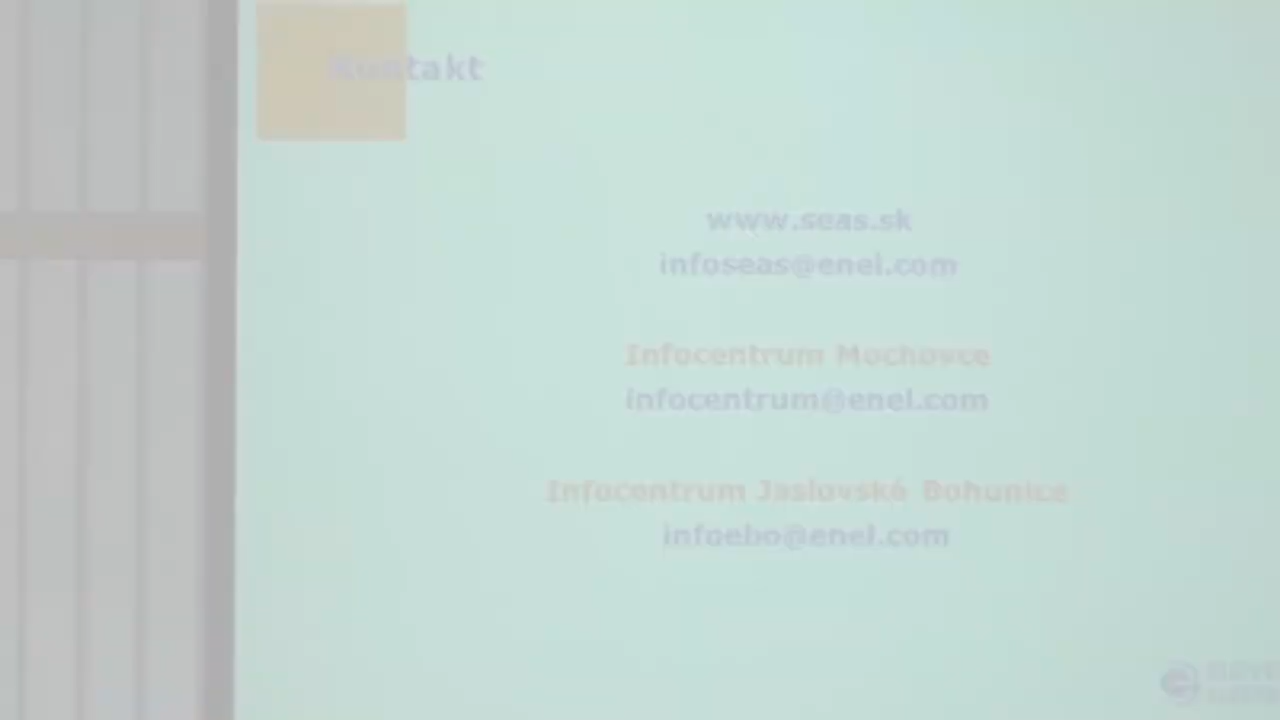 Kontakt
www.seas.sk
infoseas@enel.com
Infocentrum Mochovce
infocentrum@enel.com
Infocentrum Jaslovské Bohunice
infoebo@enel.com